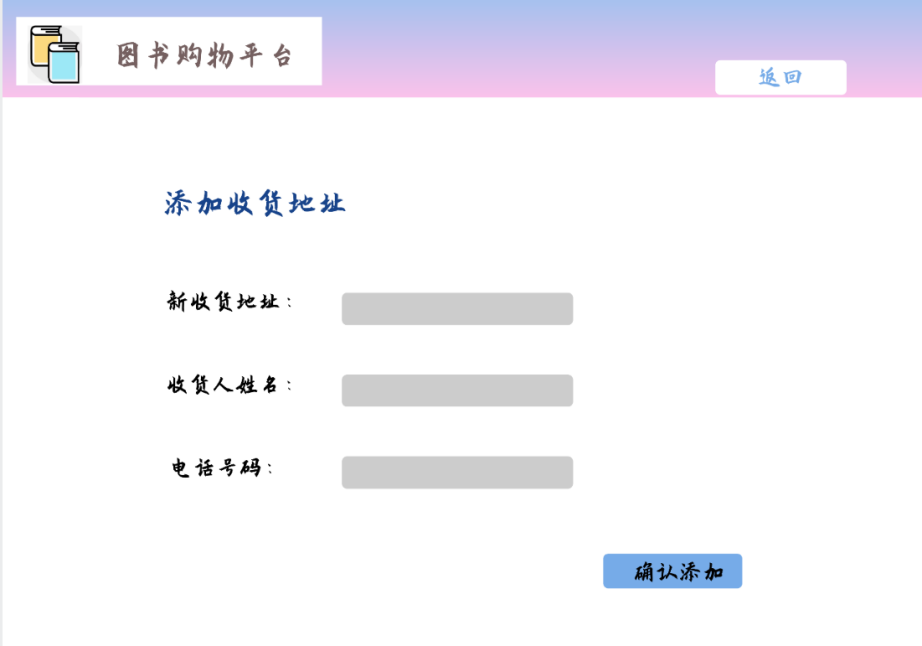 图书购物平台
返回
添加收货地址
新收货地址：
收货人姓名：
电话号码：
确认添加